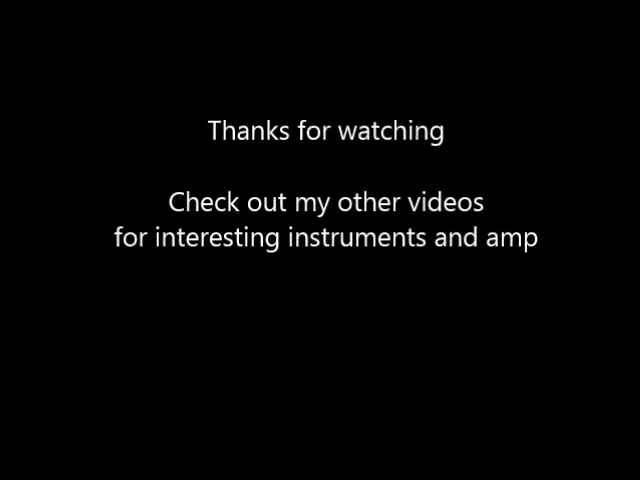 Thanks for watching
Check out my other videos
for interesting instruments and amp